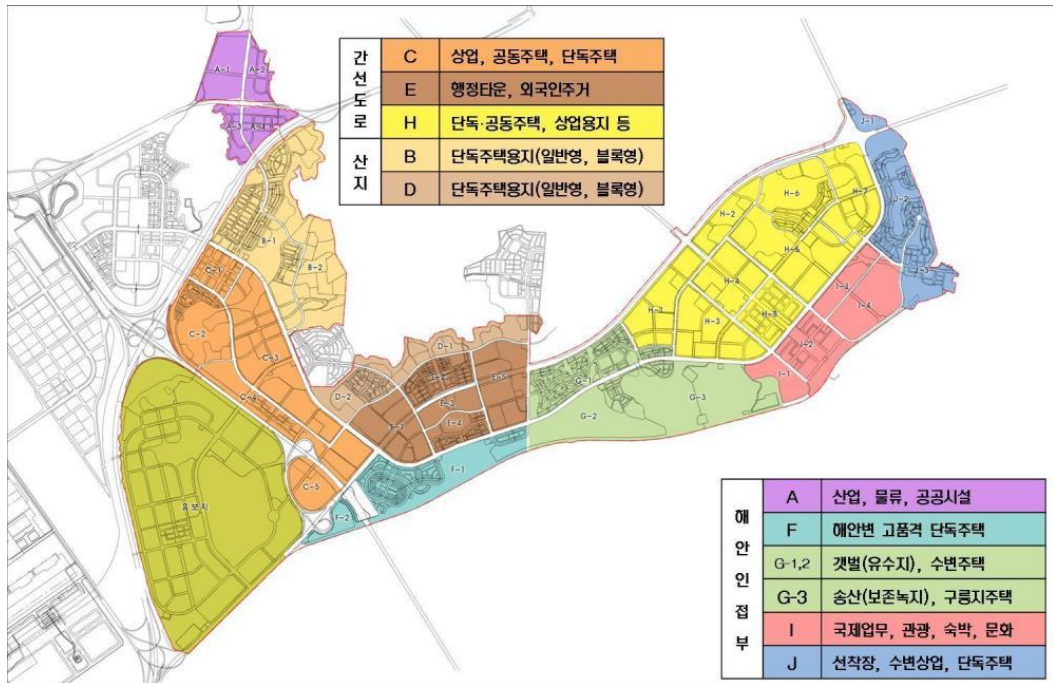 간선도로
C 상업, 공동주택, 단독주택
E 행정타운, 외국인주거
H 단독·공동주택, 상업용지 등
산지
B 단독주택용지(일반영, 블록영)
D 단독주택용지(일반영, 블록영)
A-1
A-2
A-3
A-4
B-1
B-2
C-1
C-2
C-3
C-4
C-5
유보지
D-1
D-2
E-1
E-3
E-4
F-1
F-2
G-1
G-2
G-3
H-1
H-2
H-3
H-4
H-5
H-6
H-7
H-8
I-1
I-2
I-3
I-4
J-1
J-2
J-3
해안인접부
A 산업, 물류, 공공시설
F 해안변 고품격 단독주택
G-1,2 갯벌(유수지), 수변주택
G-3 송산(보존녹지), 구릉지주택
I 국제업무, 관광, 숙박, 문화
J 선착장, 수변상업, 단독주택